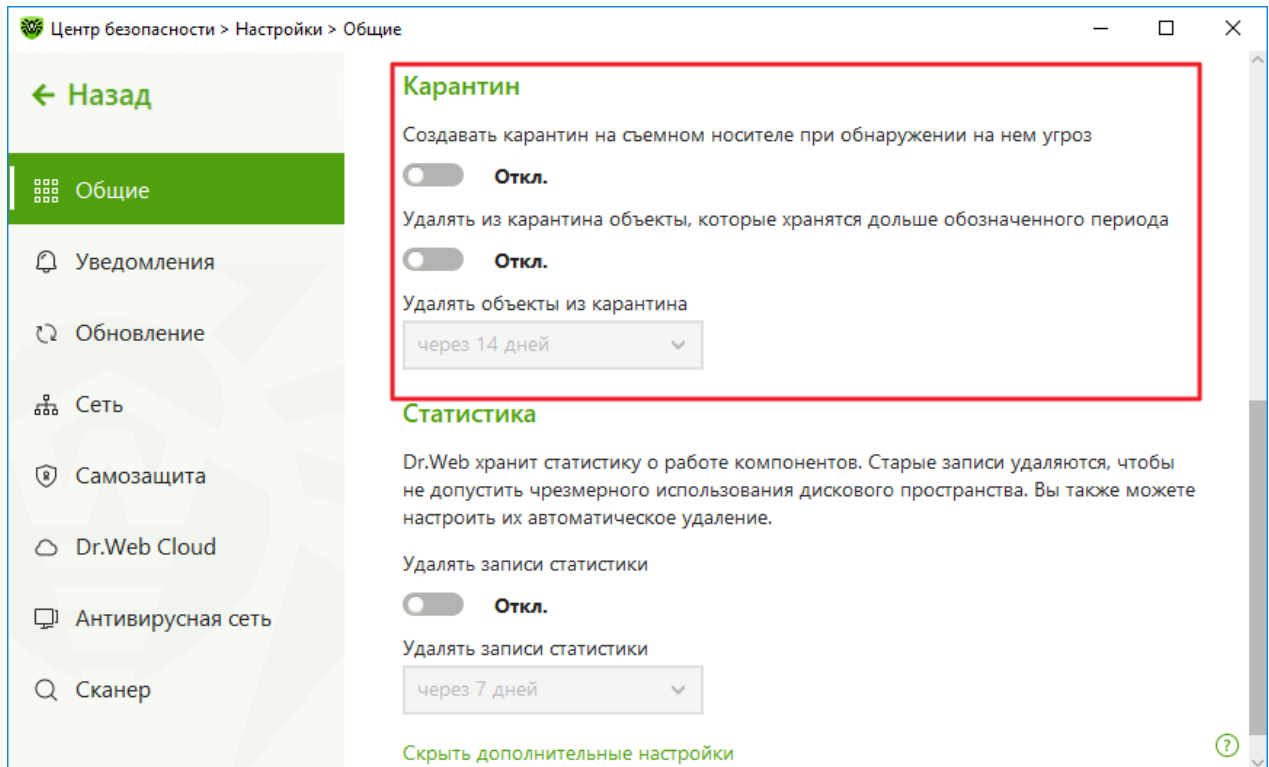 Центр безопасности > Настройки > Общие
Назад
Общие
Уведомления
Обновление
Сеть
Самозащита
Dr.Web Cloud
Антивирусная сеть
Сканер
Карантин
Создавать карантин на съемном носителе при обнаружении на нем угроз
Откл.
Удалять из карантина объекты, которые хранятся дольше обозначенного периода
Откл.
Удалять объекты из карантина
через 14 дней
Статистика
Dr.Web хранит статистику о работе компонентов. Старые записи удаляются, чтобы
не допустить чрезмерного использования дискового пространства. Вы также можете
настроить их автоматическое удаление.
Удалять записи статистики
Откл.
Удалять записи статистики
через 7 дней
Скрыть дополнительные настройки
?